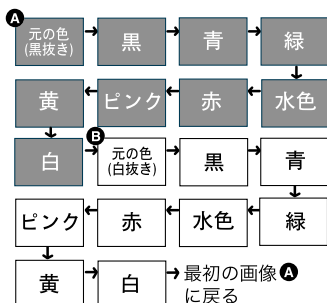 A
元の色
(黒抜き)
黒
青
緑
水色
赤
ピンク
黄
白
B
元の色
(白抜き)
黒
青
緑
水色
赤
ピンク
黄
白
最初の画像A
に戻る